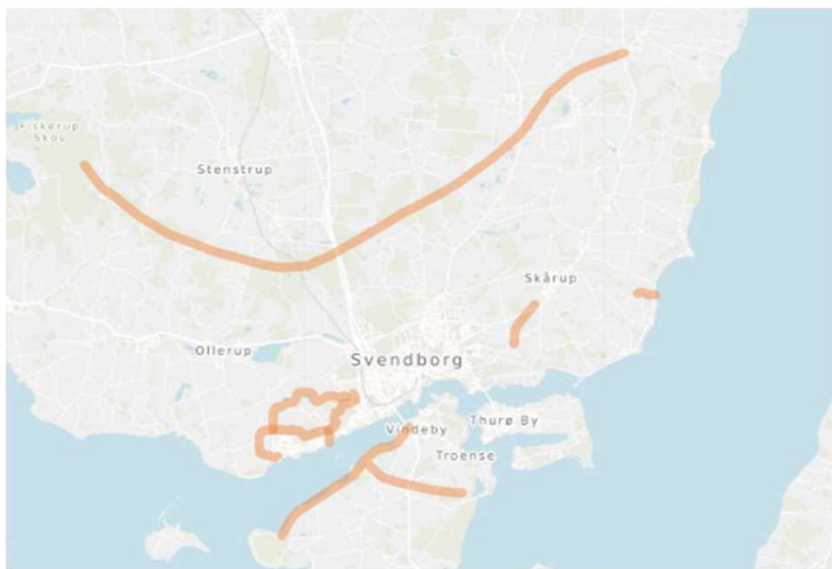 Fiskerup
Skov
Stenstrup
Skårup
Ollerup
Svendborg
Vindeby
Thurø By
Troense